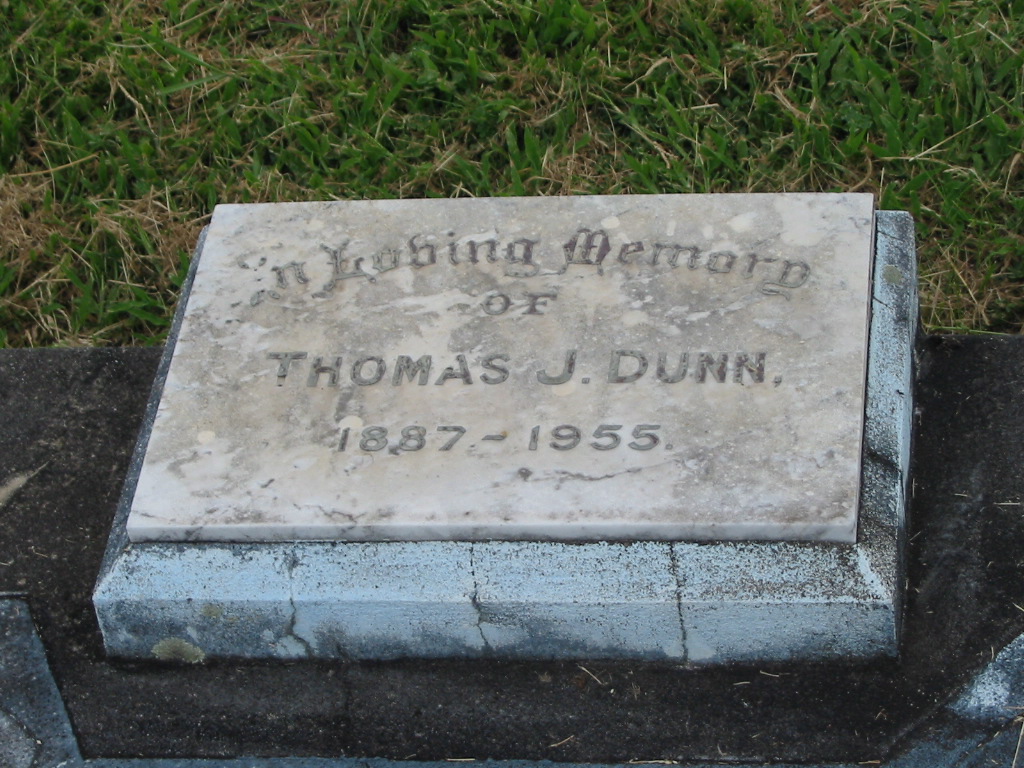 In Loving Memory
OF
THOMAS J. DUNN,
1887.- 1955.